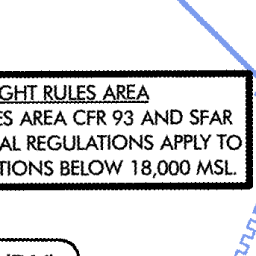 GHT RULES AREA
ES AREA CFR 93 AND SFAR
AL REGULATIONS APPLY TO
TIONS BELOW 18,000 MSL.